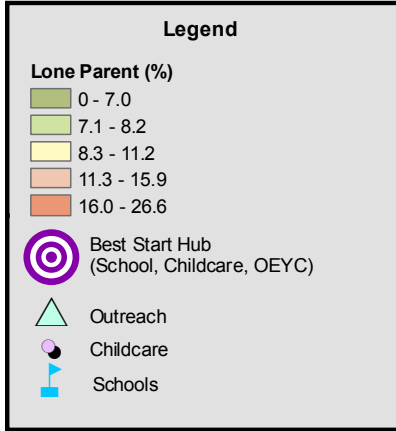 Legend
Lone Parent (%)
0 - 7.0
7.1 - 8.2
8.3 - 11.2
11.3 - 15.9
16.0 - 26.6
Best Start Hub
(School, Childcare, OEYC)
Outreach
Childcare
Schools